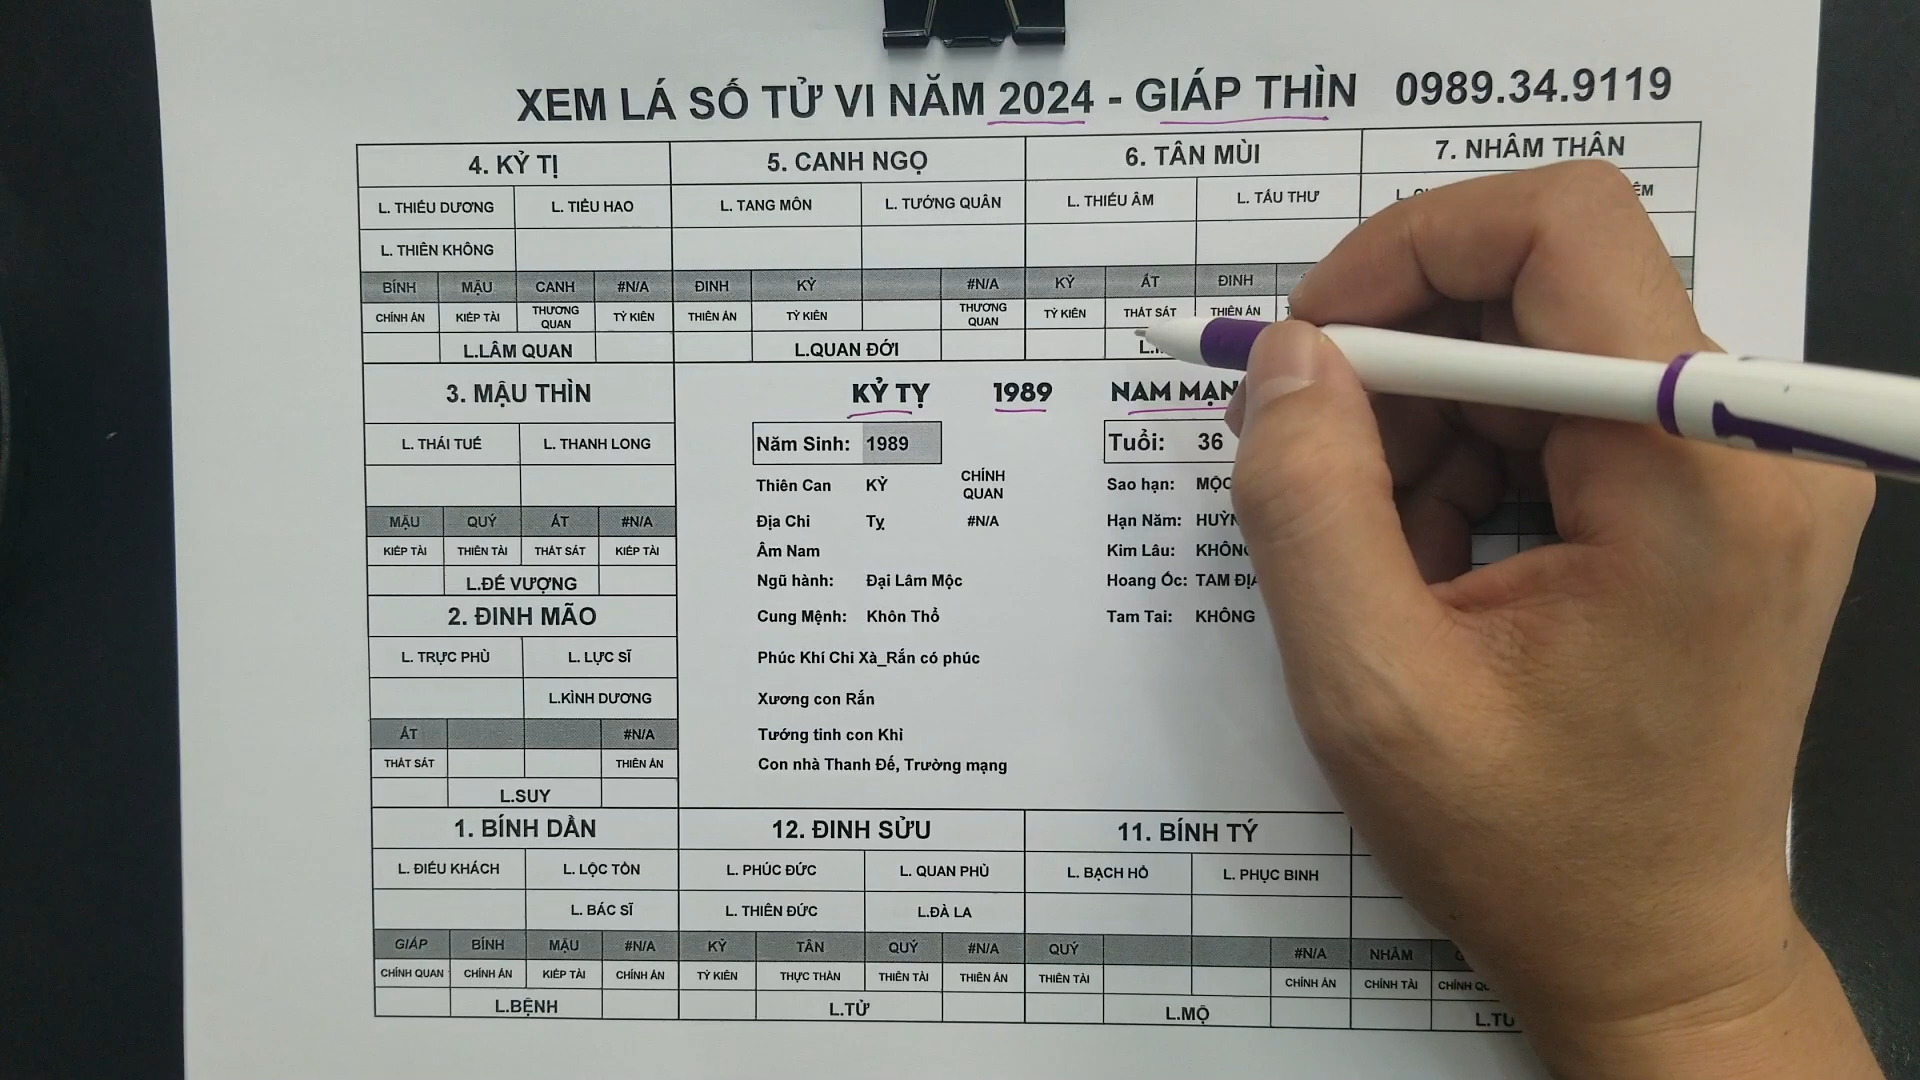 XEM LÁ SỐ TỬ VI NĂM 2024 - GIÁP THÌN 0989.34.9119
4. KỶ TỊ 5. CANH NGỌ 6. TÂN MÙI 7. NHÂM THÂN
L. THIẾU DƯƠNG L. TIỂU HAO L. TANG MÔN L. TƯỚNG QUÂN L. THIẾU ÂM L. TẤU THƯ
L. THIÊN KHÔNG
BÍNH MẬU CANH #N/A ĐINH KỶ #N/A KỶ ẤT ĐINH
CHÍNH ẤN KIẾP TÀI THƯƠNG QUAN TỶ KIÊN THIÊN ẤN TỶ KIÊN THƯƠNG QUAN TỶ KIÊN THẤT SÁT THIÊN ẤN
L.LÂM QUAN L.QUAN ĐỚI
3. MẬU THÌN
L. THÁI TUẾ L. THANH LONG
MẬU QUÝ ẤT #N/A
KIẾP TÀI THIÊN TÀI THẤT SÁT KIẾP TÀI
L.ĐẾ VƯỢNG
2. ĐINH MÃO
L. TRỰC PHÙ L. LỰC SĨ
L.KÌNH DƯƠNG
ẤT #N/A
THẤT SÁT THIÊN ẤN
L.SUY
KỶ TỴ 1989 NAM MẠN
Năm Sinh: 1989 Tuổi: 36
Thiên Can KỶ CHÍNH QUAN Sao hạn: MỘC
Địa Chi Tỵ #N/A Hạn Năm: HUỲN
Âm Nam Kim Lâu: KHÔNG
Ngũ hành: Đại Lâm Mộc Hoang Ốc: TAM ĐỊA
Cung Mệnh: Khôn Thổ Tam Tai: KHÔNG
Phúc Khí Chi Xà_Rắn có phúc
Xương con Rắn
Tướng tinh con Khỉ
Con nhà Thanh Đế, Trường mạng
1. BÍNH DẦN 12. ĐINH SỬU 11. BÍNH TÝ
L. ĐIẾU KHÁCH L. LỘC TỒN L. PHÚC ĐỨC L. QUAN PHỦ L. BẠCH HỔ L. PHỤC BINH
L. BÁC SĨ L. THIÊN ĐỨC L.ĐÀ LA
GIÁP BÍNH MẬU #N/A KỶ TÂN QUÝ #N/A QUÝ #N/A NHÂM
CHÍNH QUAN CHÍNH ẤN KIẾP TÀI CHÍNH ẤN TỶ KIÊN THỰC THẦN THIÊN TÀI THIÊN ẤN THIÊN TÀI CHÍNH ẤN CHÍNH TÀI
L.BỆNH L.TỬ L.MỘ